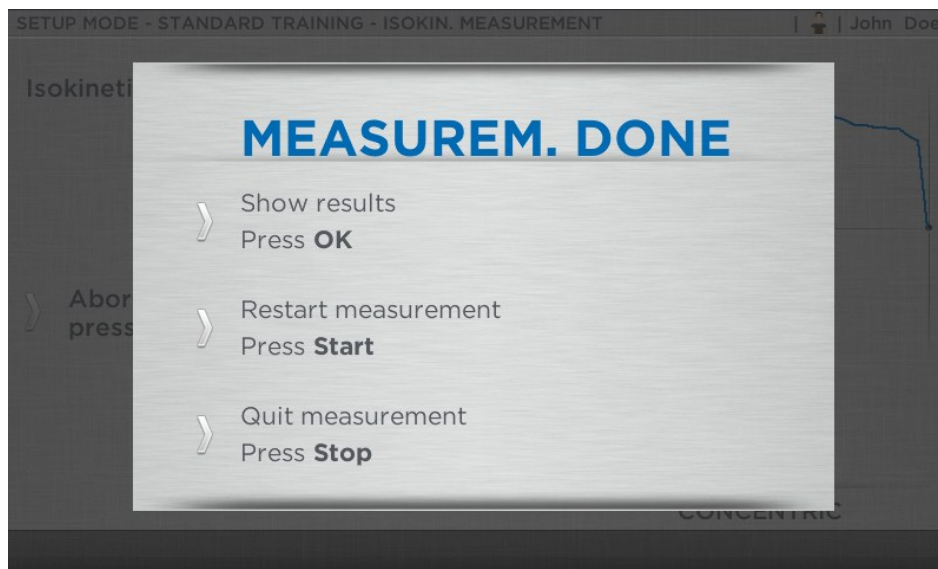 SETUP MODE - STANDARD TRAINING - ISOKIN. MEASUREMENT | | John Doe
Isokineti
MEASUREM. DONE
Show results
Press OK
Restart measurement
Press Start
Abor
press
Quit measurement
Press Stop
CONCENTRIC